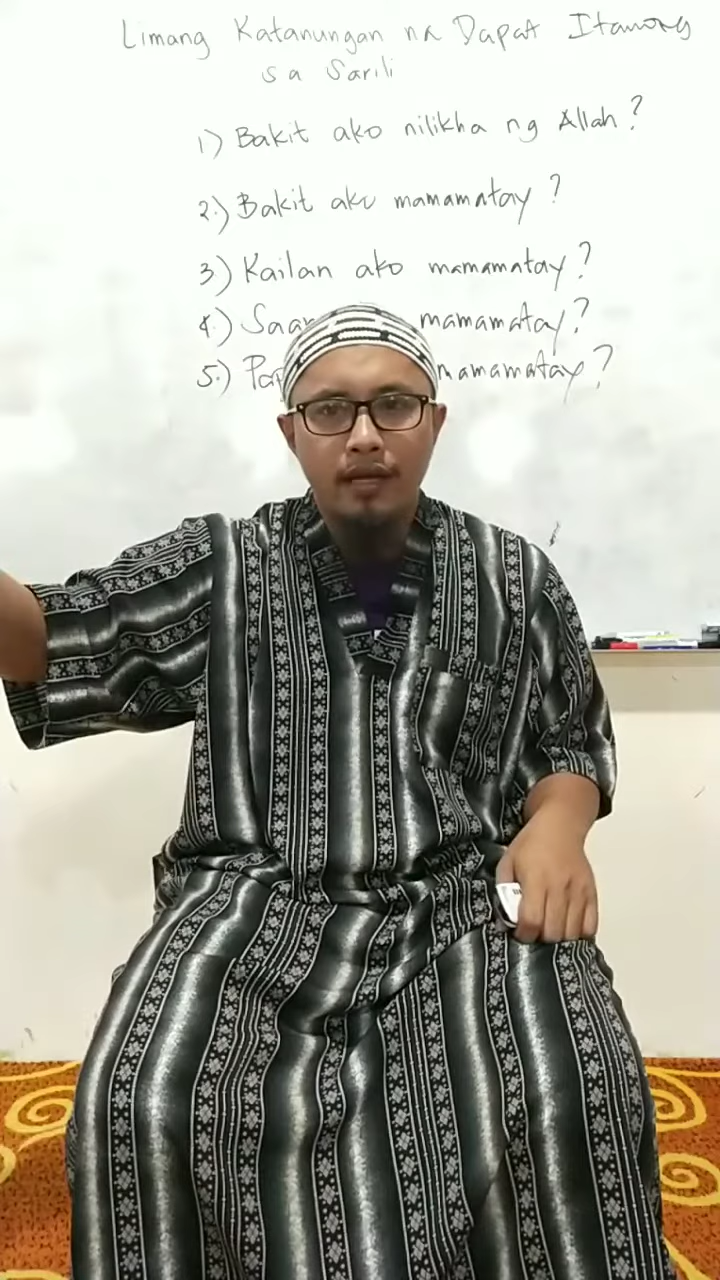 Limang Katanungan na Dapat Itanong
sa Sarili
1) Bakit ako nilikha ng Allah?
2.) Bakit ako mamamatay?
3) Kailan ako mamamatay?
4.) mamamatay?
5.) mamamatay?